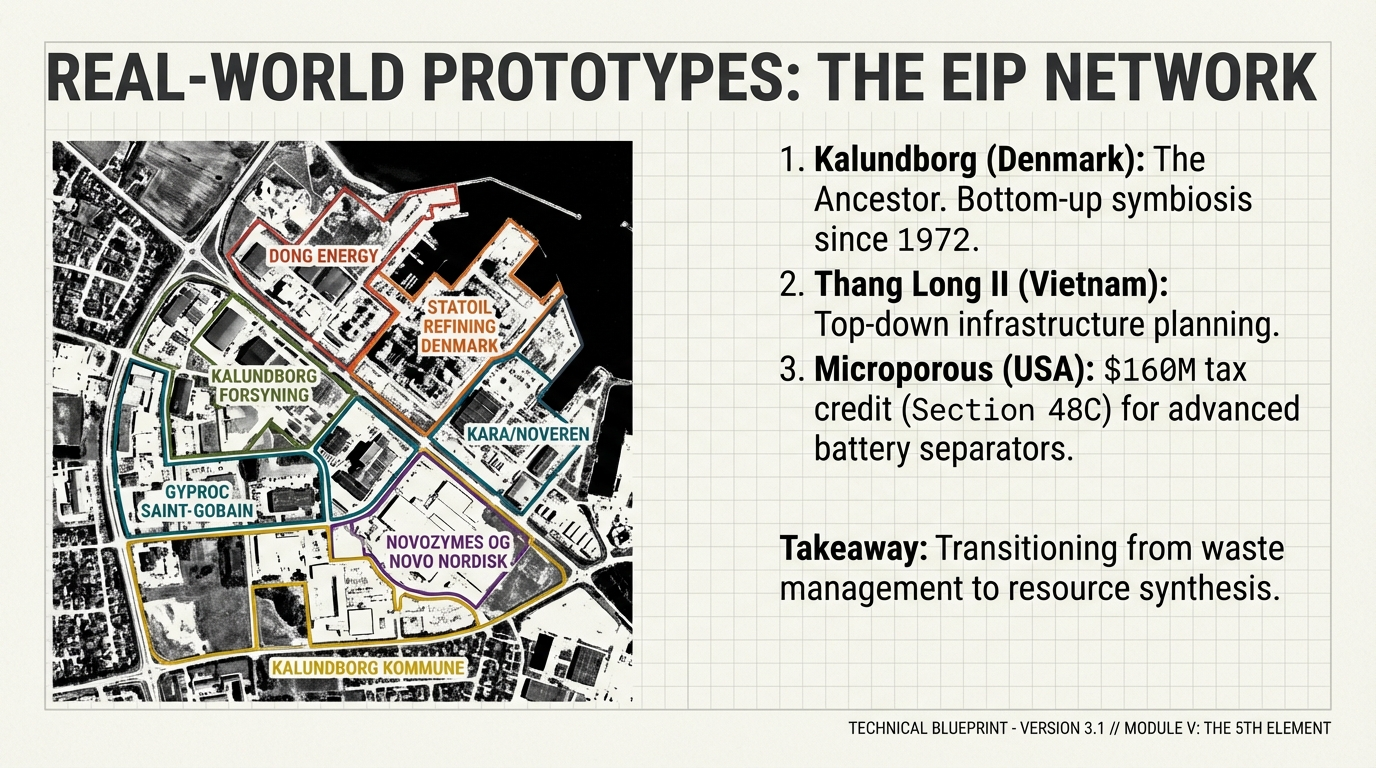 REAL-WORLD PROTOTYPES: THE EIP NETWORK
DONG ENERGY
STATOIL
REFINING
DENMARK
KALUNDBORG
FORSYNING
KARA/NOVEREN
GYPROC
SAINT-GOBAIN
NOVOZYMES OG
NOVO NORDISK
KALUNDBORG KOMMUNE
1. Kalundborg (Denmark): The
Ancestor. Bottom-up symbiosis
since 1972.
2. Thang Long II (Vietnam):
Top-down infrastructure planning.
3. Microporous (USA): $160M tax
credit (Section 48C) for advanced
battery separators.
Takeaway: Transitioning from waste
management to resource synthesis.
TECHNICAL BLUEPRINT - VERSION 3.1 // MODULE V: THE 5TH ELEMENT